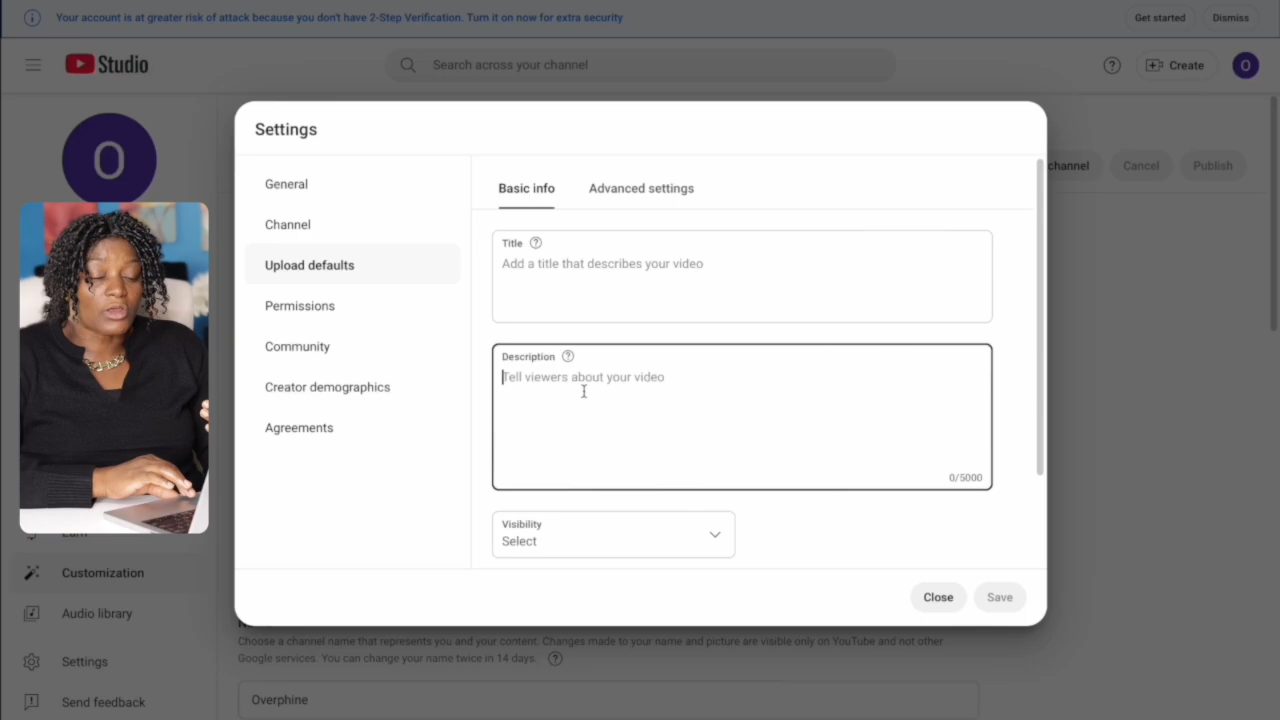 Your account is at greater risk of attack because you don't have 2-Step Verification. Turn it on now for extra security
Get started
Dismiss
Studio
Search across your channel
Create
O
O
Settings
General
Channel
Upload defaults
Permissions
Community
Creator demographics
Agreements
Basic info
Advanced settings
Title
Add a title that describes your video
Description
Tell viewers about your video
0/5000
Visibility
Select
Close
Save
channel
Cancel
Publish
Customization
Audio library
Settings
Send feedback
Choose a channel name that represents you and your content. Changes made to your name and picture are visible only on YouTube and not other
Google services. You can change your name twice in 14 days.
Overphine